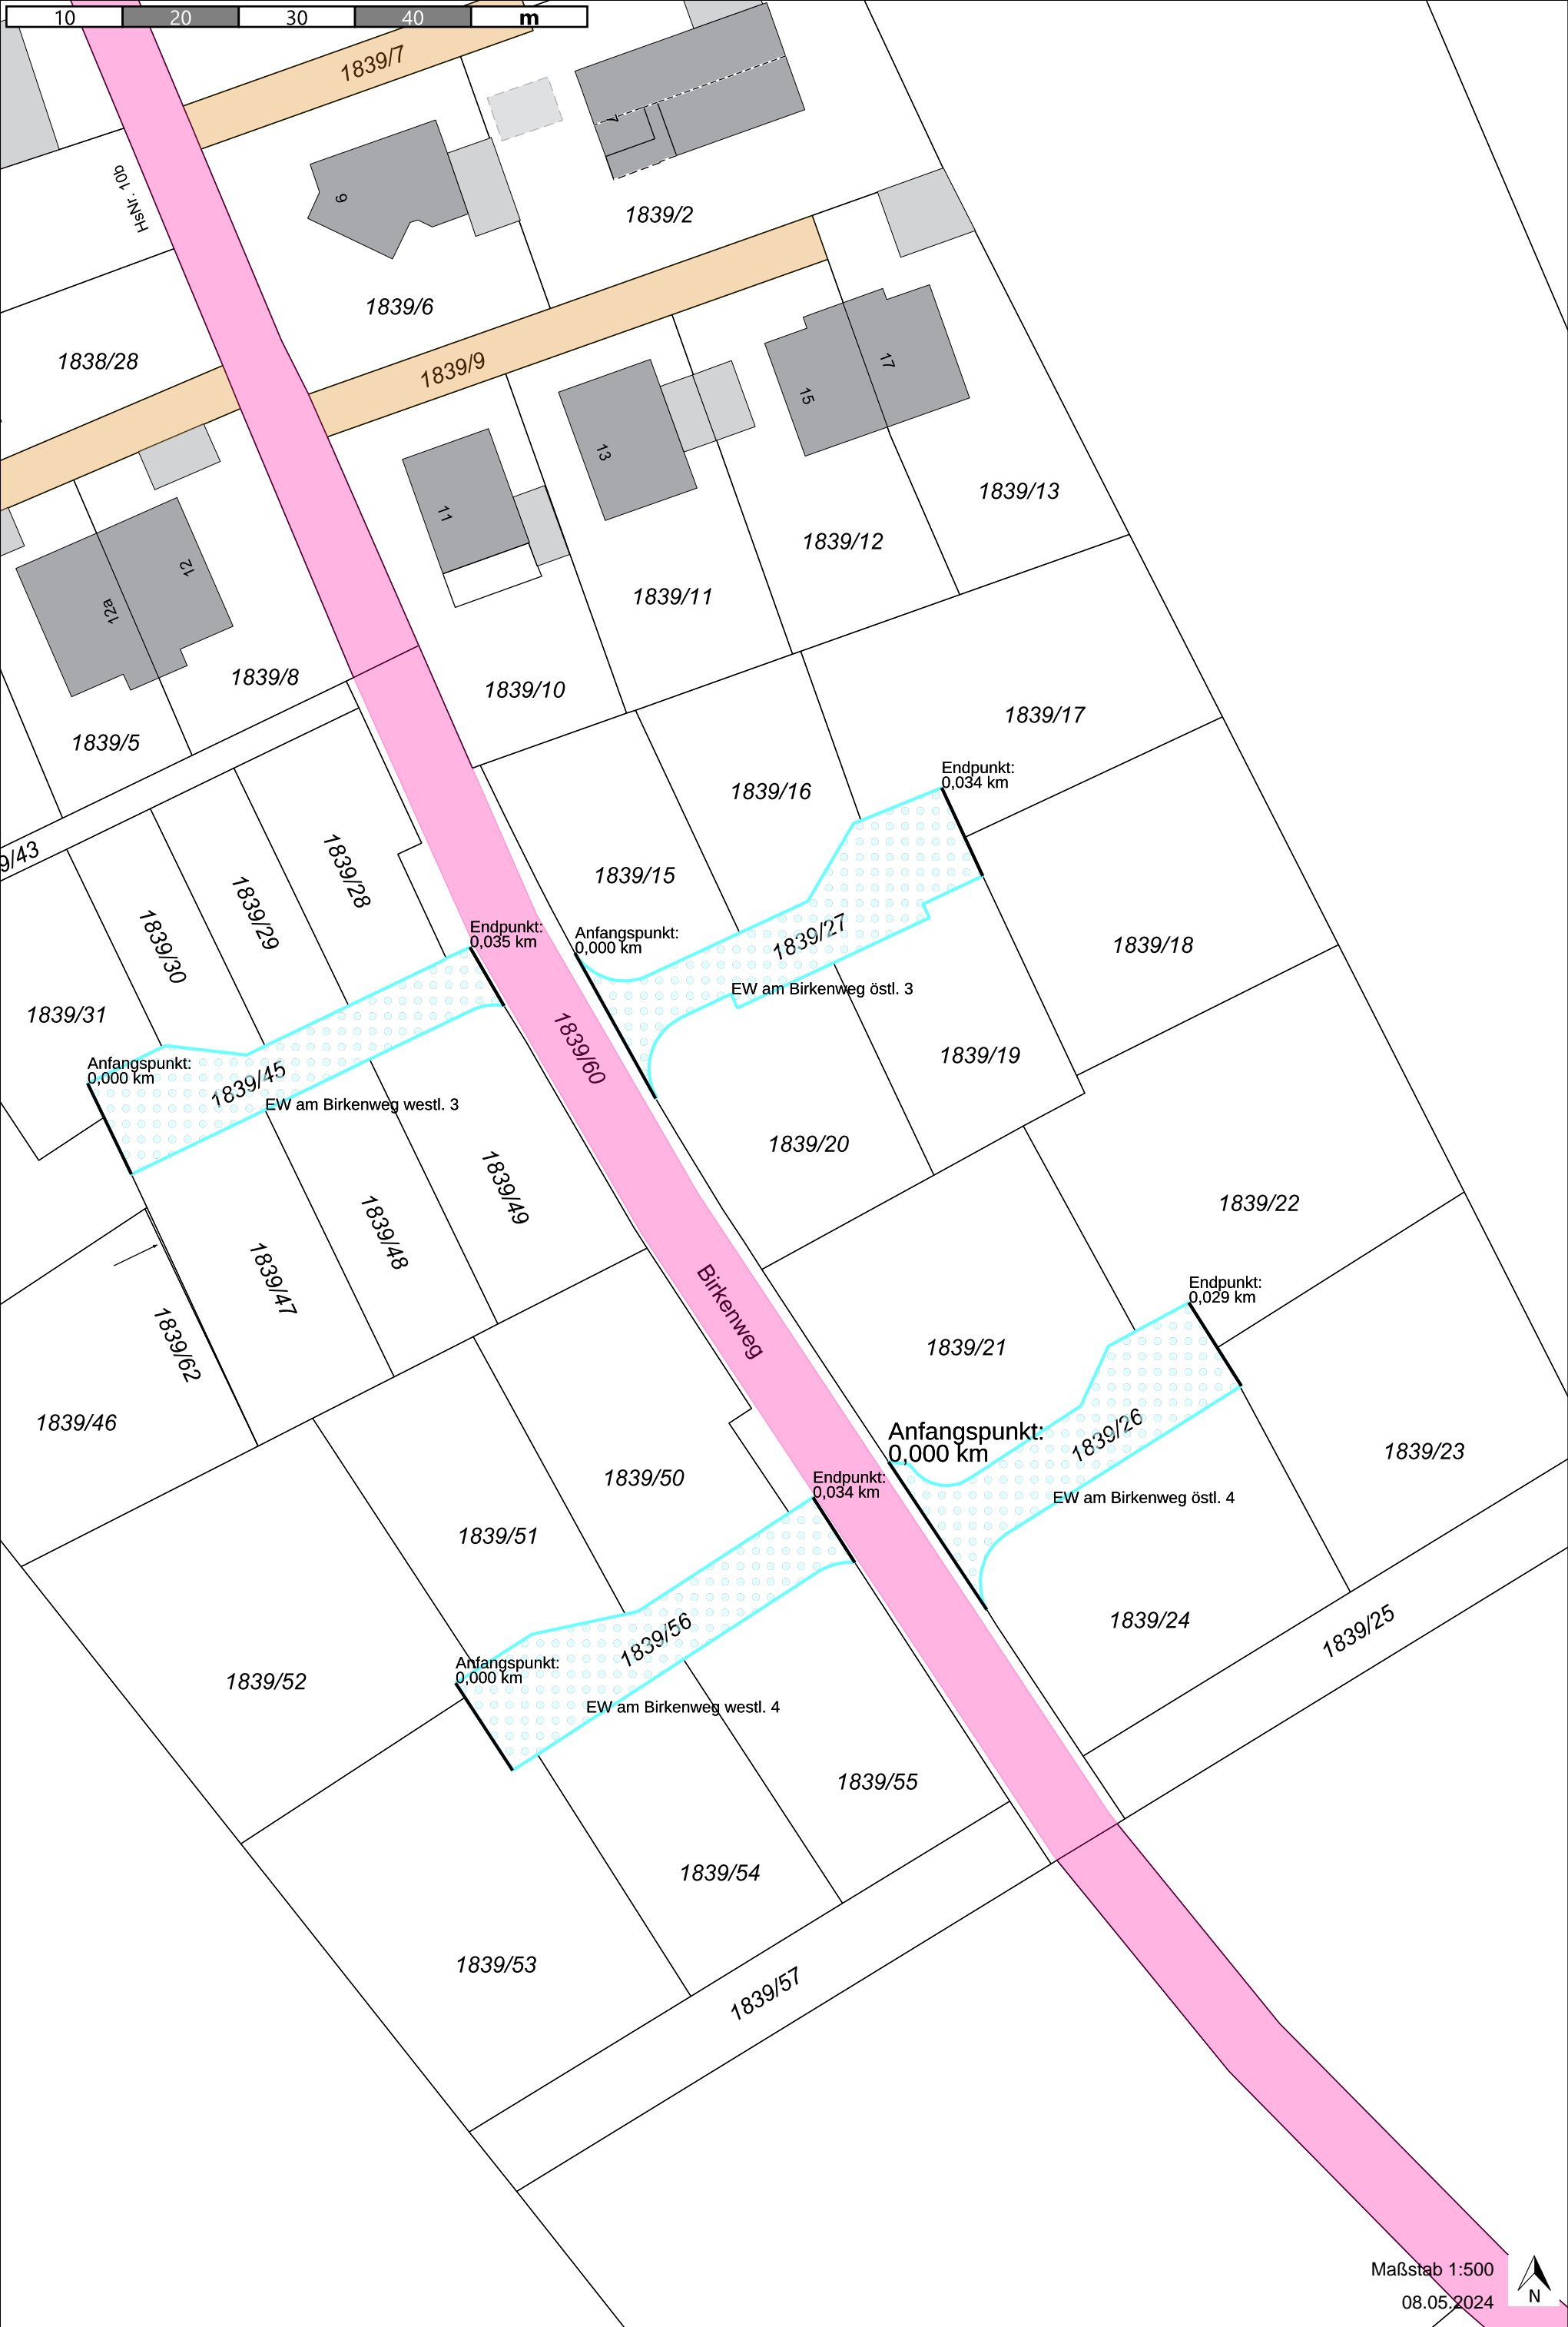 10 20 30 40 m
1839/7
7
HsNr. 10b
9
1839/2
1839/6
1838/28
1839/9
17
15
13
11
1839/13
1839/12
12
12a
1839/11
1839/8
1839/10
1839/5
1839/17
Endpunkt:
0,034 km
1839/16
9/43
1839/28
1839/15
1839/29
1839/30
Endpunkt:
0,035 km
Anfangspunkt:
0,000 km
1839/27
1839/18
EW am Birkenweg östl. 3
1839/31
1839/60
1839/19
Anfangspunkt:
0,000 km
1839/45
EW am Birkenweg westl. 3
1839/20
1839/49
1839/48
1839/22
1839/47
Endpunkt:
0,029 km
Birkenweg
1839/62
1839/21
1839/46
Anfangspunkt:
0,000 km
1839/26
1839/23
1839/50
Endpunkt:
0,034 km
EW am Birkenweg östl. 4
1839/51
1839/24
1839/25
1839/56
Anfangspunkt:
0,000 km
1839/52
EW am Birkenweg westl. 4
1839/55
1839/54
1839/53
1839/57
Maßstab 1:500
08.05.2024
N